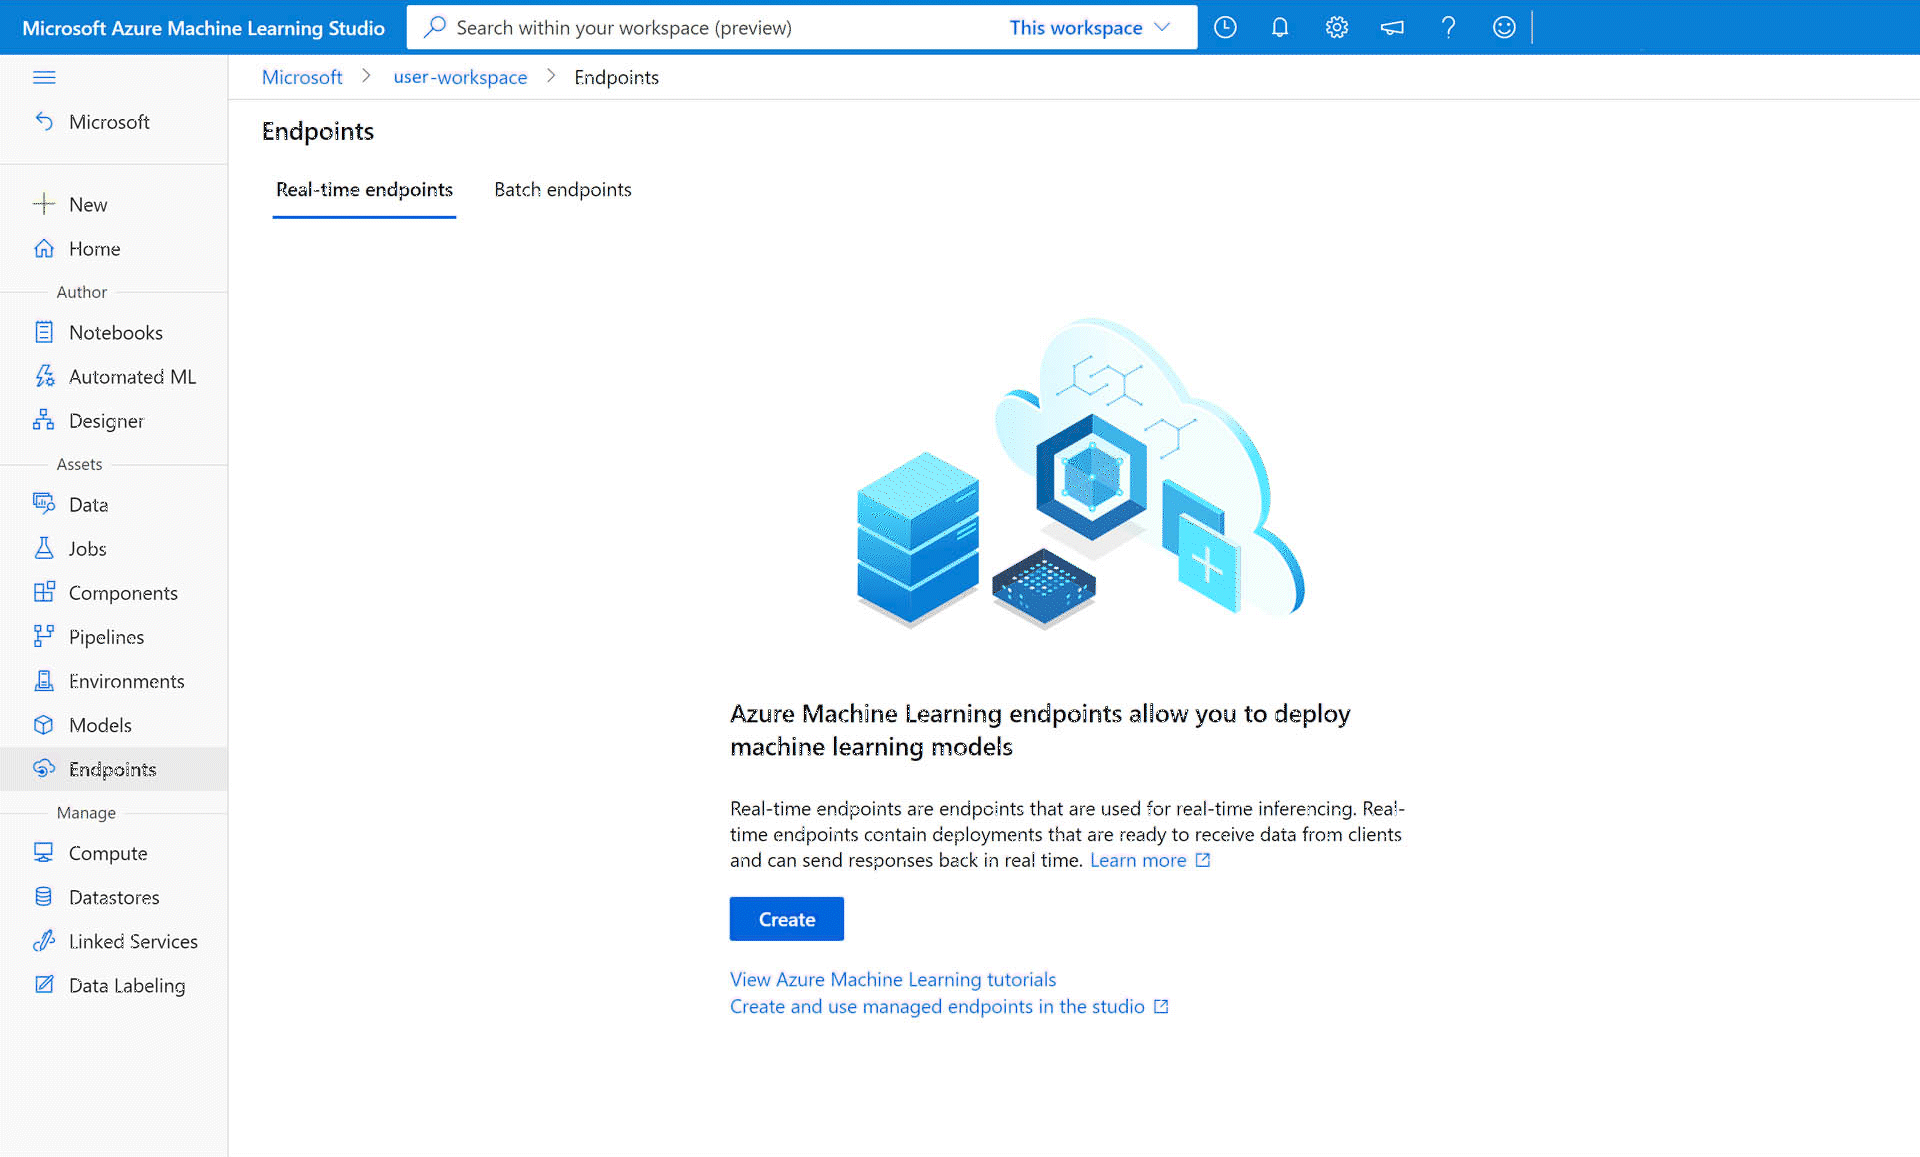 Microsoft Azure Machine Learning Studio
Search within your workspace (preview)
This workspace
Microsoft > user-workspace > Endpoints
Microsoft
New
Home
Author
Notebooks
Automated ML
Designer
Assets
Data
Jobs
Components
Pipelines
Environments
Models
Endpoints
Manage
Compute
Datastores
Linked Services
Data Labeling
Endpoints
Real-time endpoints
Batch endpoints
Azure Machine Learning endpoints allow you to deploy
machine learning models
Real-time endpoints are endpoints that are used for real-time inferencing. Real-
time endpoints contain deployments that are ready to receive data from clients
and can send responses back in real time. Learn more
Create
View Azure Machine Learning tutorials
Create and use managed endpoints in the studio